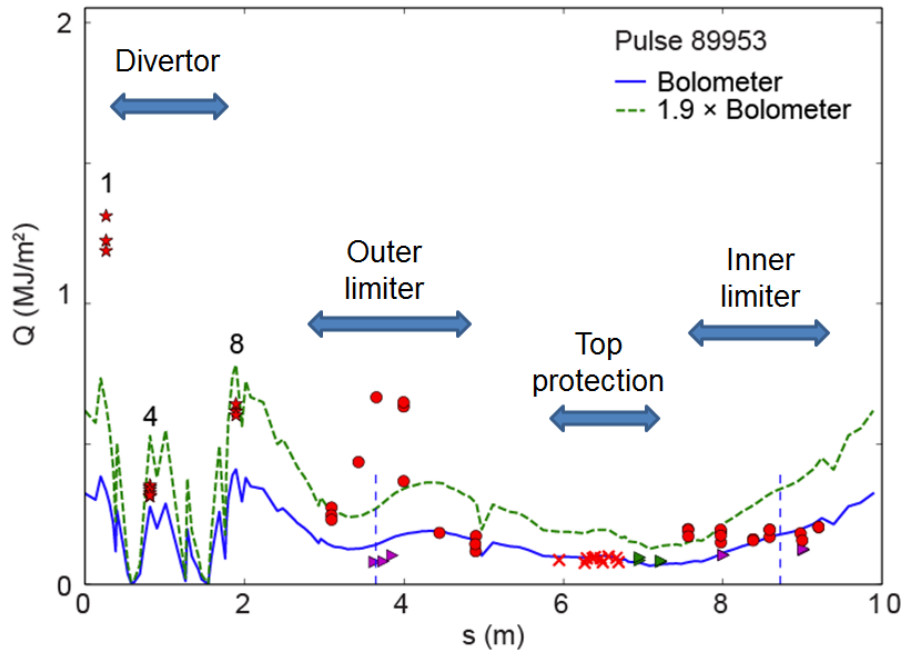 2
Pulse 89953
Divertor
Bolometer
1.9 × Bolometer
1
Outer
limiter
Inner
limiter
Q (MJ/m²)
1
8
Top
protection
4
0
0
2
4
6
8
10
s (m)